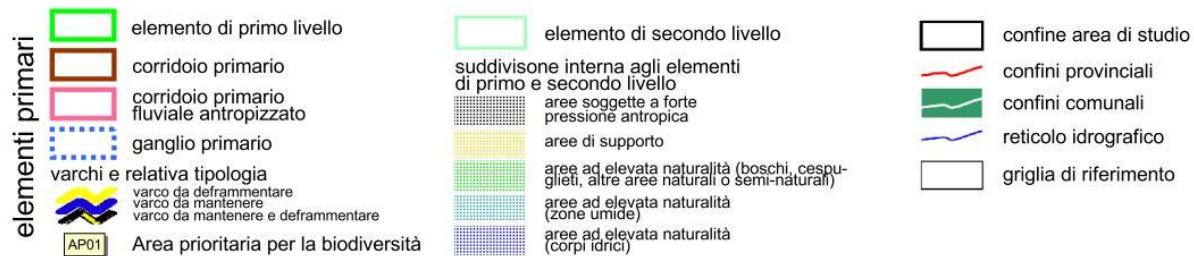 elementi primari
elemento di primo livello
corridoio primario
corridoio primario
fluviale antropizzato
ganglio primario
varchi e relativa tipologia
varco da deframmentare
varco da mantenere
varco da mantenere e deframmentare
AP01
Area prioritaria per la biodiversità
elemento di secondo livello
suddivisone interna agli elementi
di primo e secondo livello
aree soggette a forte
pressione antropica
aree di supporto
aree ad elevata naturalità (boschi, cespu-
glieti, altre aree naturali o semi-naturali)
aree ad elevata naturalità
(zone umide)
aree ad elevata naturalità
(corpi idrici)
confine area di studio
confini provinciali
confini comunali
reticolo idrografico
griglia di riferimento